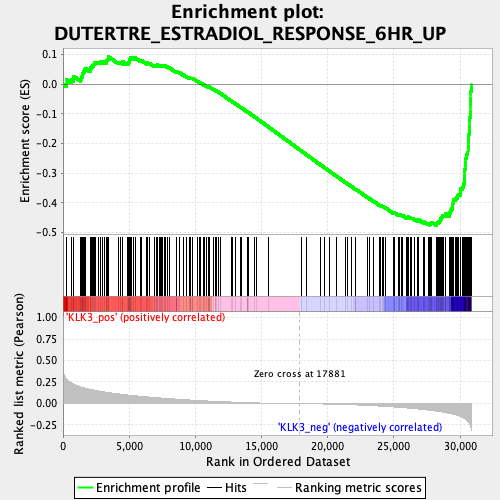 Enrichment plot:
DUTERTRE_ESTRADIOL_RESPONSE_6HR_UP
Enrichment score (ES)
0.1
0.0
-0.1
-0.2
-0.3
-0.4
-0.5
Ranked list metric (Pearson)
1.00
0.75
0.50
0.25
0.00
-0.25
'KLK3_pos' (positively correlated)
Zero cross at 17881
'KLK3_neg' (negatively correlated)
0
5,000
10,000
15,000
20,000
25,000
30,000
Rank in Ordered Dataset
Enrichment profile
Hits
Ranking metric scores